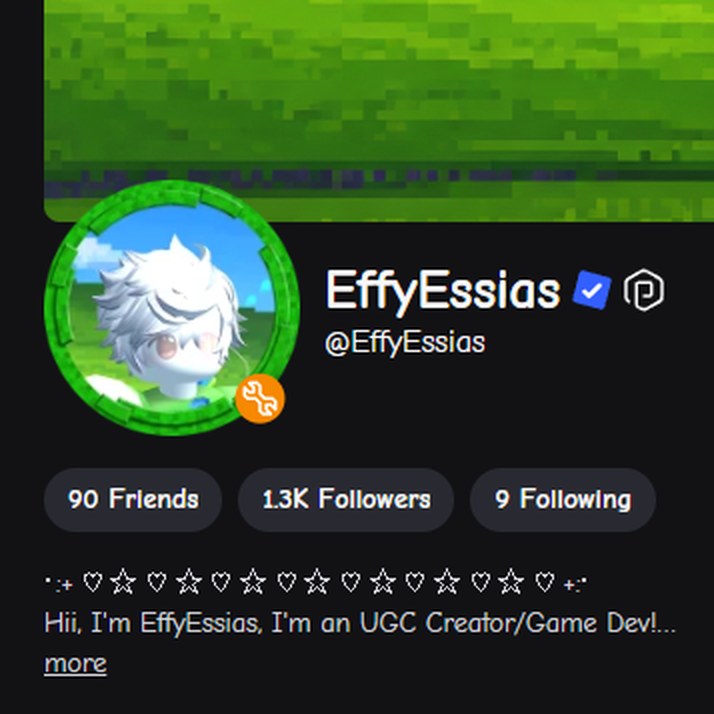 EffyEssias
@EffyEssias
90 Friends
1.3K Followers
9 Following
･:+ ♡☆♡☆♡☆♡☆♡☆♡☆♡☆♡ +:･
Hii, I'm EffyEssias, I'm an UGC Creator/Game Dev!...
more